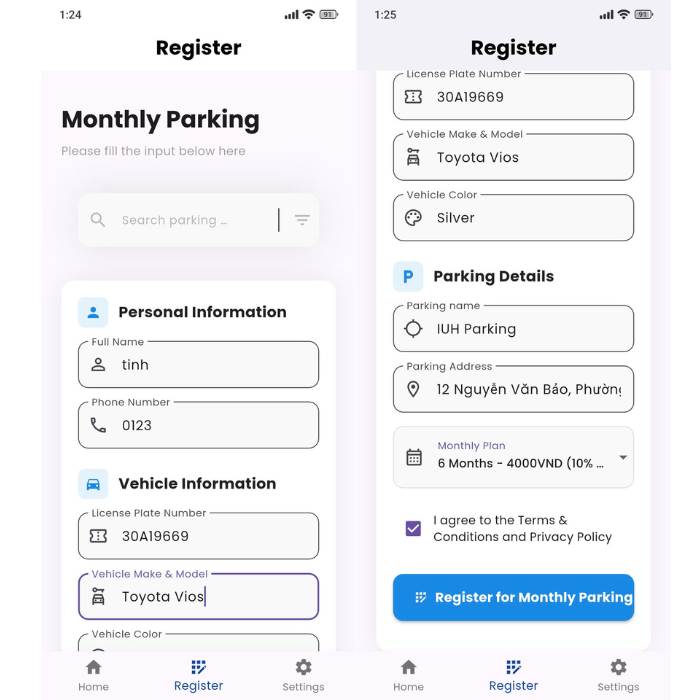 1:24
91
Register
Monthly Parking
Please fill the input below here
Search parking ...
Personal Information
Full Name
tinh
Phone Number
0123
Vehicle Information
License Plate Number
30A19669
Vehicle Make & Model
Toyota Vios
Vehicle Color
Home
Register
Settings
1:25
91
Register
License Plate Number
30A19669
Vehicle Make & Model
Toyota Vios
Vehicle Color
Silver
P
Parking Details
Parking name
IUH Parking
Parking Address
12 Nguyễn Văn Bảo, Phường
Monthly Plan
6 Months - 4000VND (10% ...
I agree to the Terms &
Conditions and Privacy Policy
Register for Monthly Parking
Home
Register
Settings